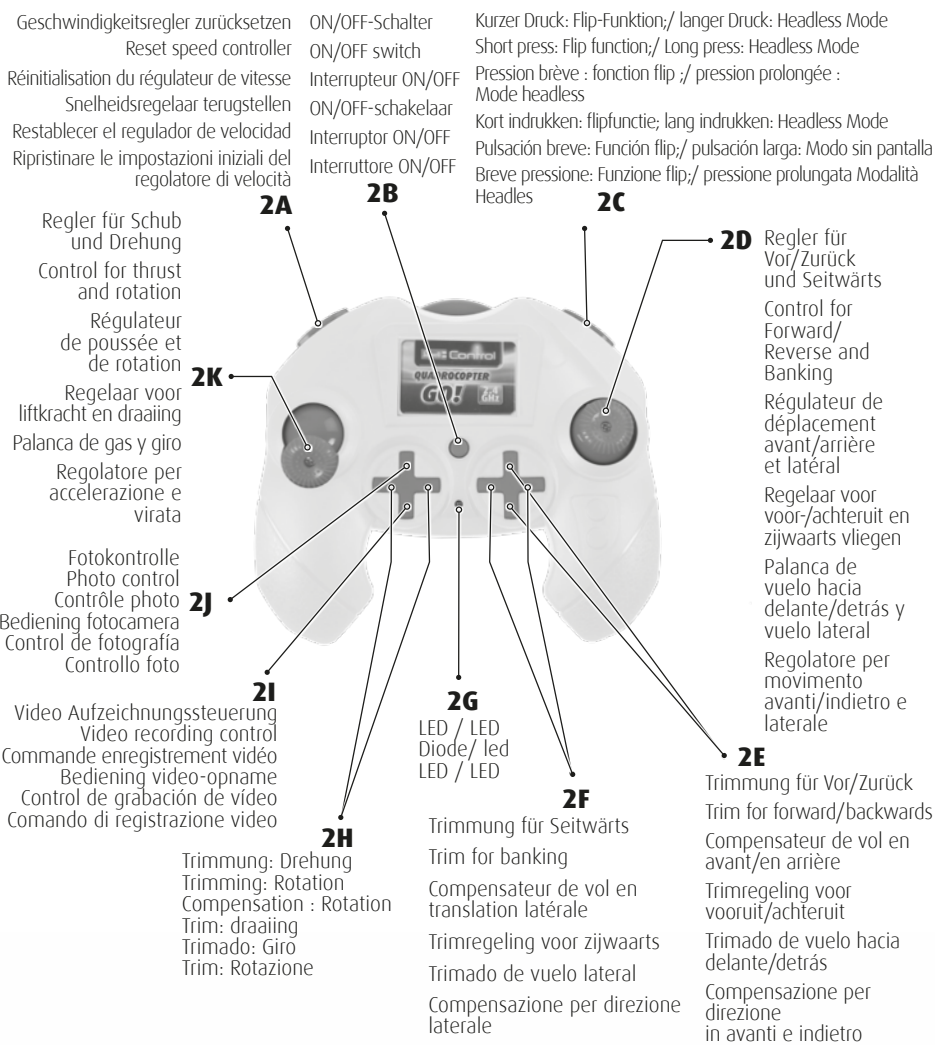 Geschwindigkeitsregler zurücksetzen
Reset speed controller
Réinitialisation du régulateur de vitesse
Snelheidsregelaar terugstellen
Restablecer el regulador de velocidad
Ripristinare le impostazioni iniziali del
regolatore di velocità
2A
ON/OFF-Schalter
ON/OFF switch
Interrupteur ON/OFF
ON/OFF-schakelaar
Interruptor ON/OFF
Interruttore ON/OFF
2B
Kurzer Druck: Flip-Funktion;/ langer Druck: Headless Mode
Short press: Flip function;/ Long press: Headless Mode
Pression brève : fonction flip ;/ pression prolongée :
Mode headless
Kort indrukken: flipfunctie; lang indrukken: Headless Mode
Pulsación breve: Función flip;/ pulsación larga: Modo sin pantalla
Breve pressione: Funzione flip;/ pressione prolungata Modalità
Headles
2C
Regler für Schub
und Drehung
Control for thrust
and rotation
Régulateur
de poussée et
de rotation
2K
Regelaar voor
liftkracht en draaiing
Palanca de gas y giro
Regolatore per
accelerazione e
virata
Control
QUADROCOPTER
GO!
2.4
GHz
2D
Regler für
Vor/Zurück
und Seitwärts
Control for
Forward/
Reverse and
Banking
Régulateur de
déplacement
avant/arrière
et latéral
Regelaar voor
voor-/achteruit en
zijwaarts vliegen
Palanca de
vuelo hacia
delante/detrás y
vuelo lateral
Regolatore per
movimento
avanti/indietro e
laterale
Fotokontrolle
Photo control
Contrôle photo
2J
Bediening fotocamera
Control de fotografía
Controllo foto
2I
Video Aufzeichnungssteuerung
Video recording control
Commande enregistrement vidéo
Bediening video-opname
Control de grabación de vídeo
Comando di registrazione video
2H
Trimmung: Drehung
Trimming: Rotation
Compensation : Rotation
Trim: draaiing
Trimado: Giro
Trim: Rotazione
2G
LED / LED
Diode/ led
LED / LED
2F
Trimmung für Seitwärts
Trim for banking
Compensateur de vol en
translation latérale
Trimregeling voor zijwaarts
Trimado de vuelo lateral
Compensazione per direzione
laterale
2E
Trimmung für Vor/Zurück
Trim for forward/backwards
Compensateur de vol en
avant/en arrière
Trimregeling voor
vooruit/achteruit
Trimado de vuelo hacia
delante/detrás
Compensazione per
direzione
in avanti e indietro